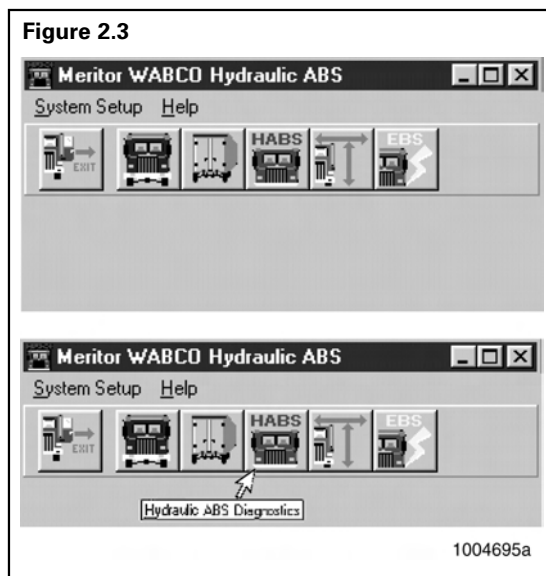 Figure 2.3
Meritor WABCO Hydraulic ABS
System Setup Help
EXIT HABS EBS
Meritor WABCO Hydraulic ABS
System Setup Help
EXIT HABS EBS
Hydraulic ABS Diagnostics
1004695a